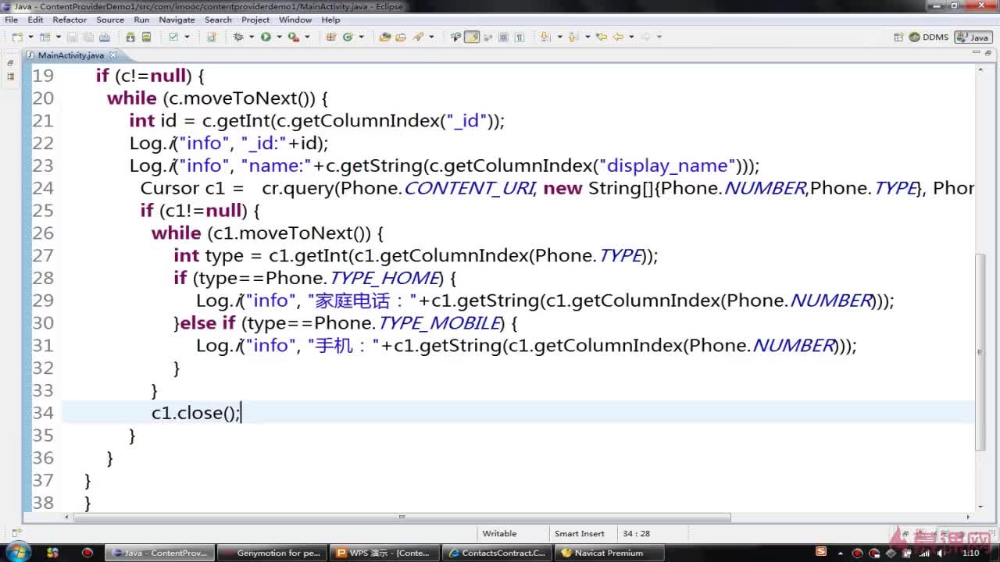 Java - ContentProviderDemo1/src/com/imooc/contentproviderdemo1/MainActivity.java - Eclipse
File Edit Refactor Source Run Navigate Search Project Window Help
DDMS Java
MainActivity.java
19 if (c!=null) {
20 while (c.moveToNext()) {
21 int id = c.getInt(c.getColumnIndex("_id"));
22 Log.i("info", "_id:"+id);
23 Log.i("info", "name:"+c.getString(c.getColumnIndex("display_name")));
24 Cursor c1 = cr.query(Phone.CONTENT_URI, new String[]{Phone.NUMBER,Phone.TYPE}, Phon
25 if (c1!=null) {
26 while (c1.moveToNext()) {
27 int type = c1.getInt(c1.getColumnIndex(Phone.TYPE));
28 if (type==Phone.TYPE_HOME) {
29 Log.i("info", "家庭电话："+c1.getString(c1.getColumnIndex(Phone.NUMBER)));
30 }else if (type==Phone.TYPE_MOBILE) {
31 Log.i("info", "手机："+c1.getString(c1.getColumnIndex(Phone.NUMBER)));
32 }
33 }
34 c1.close();
35 }
36 }
37 }
38 }
Writable Smart Insert 34 : 28
慕课网
Java - ContentProv... Genymotion for pe... WPS 演示 - [Conte... ContactsContract.C... Navicat Premium 1:10